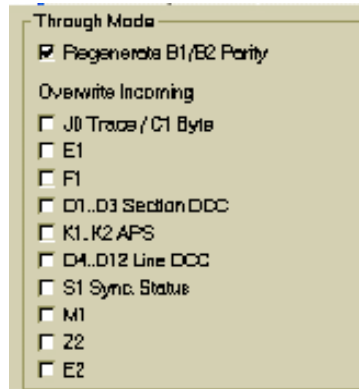 Through Mode
Regenerate B1/B2 Parity
Overwrite Incoming
J0 Trace / C1 Byte
E1
F1
D1..D3 Section DCC
K1..K2 APS
D4..D12 Line DCC
S1 Sync. Status
M1
Z2
E2